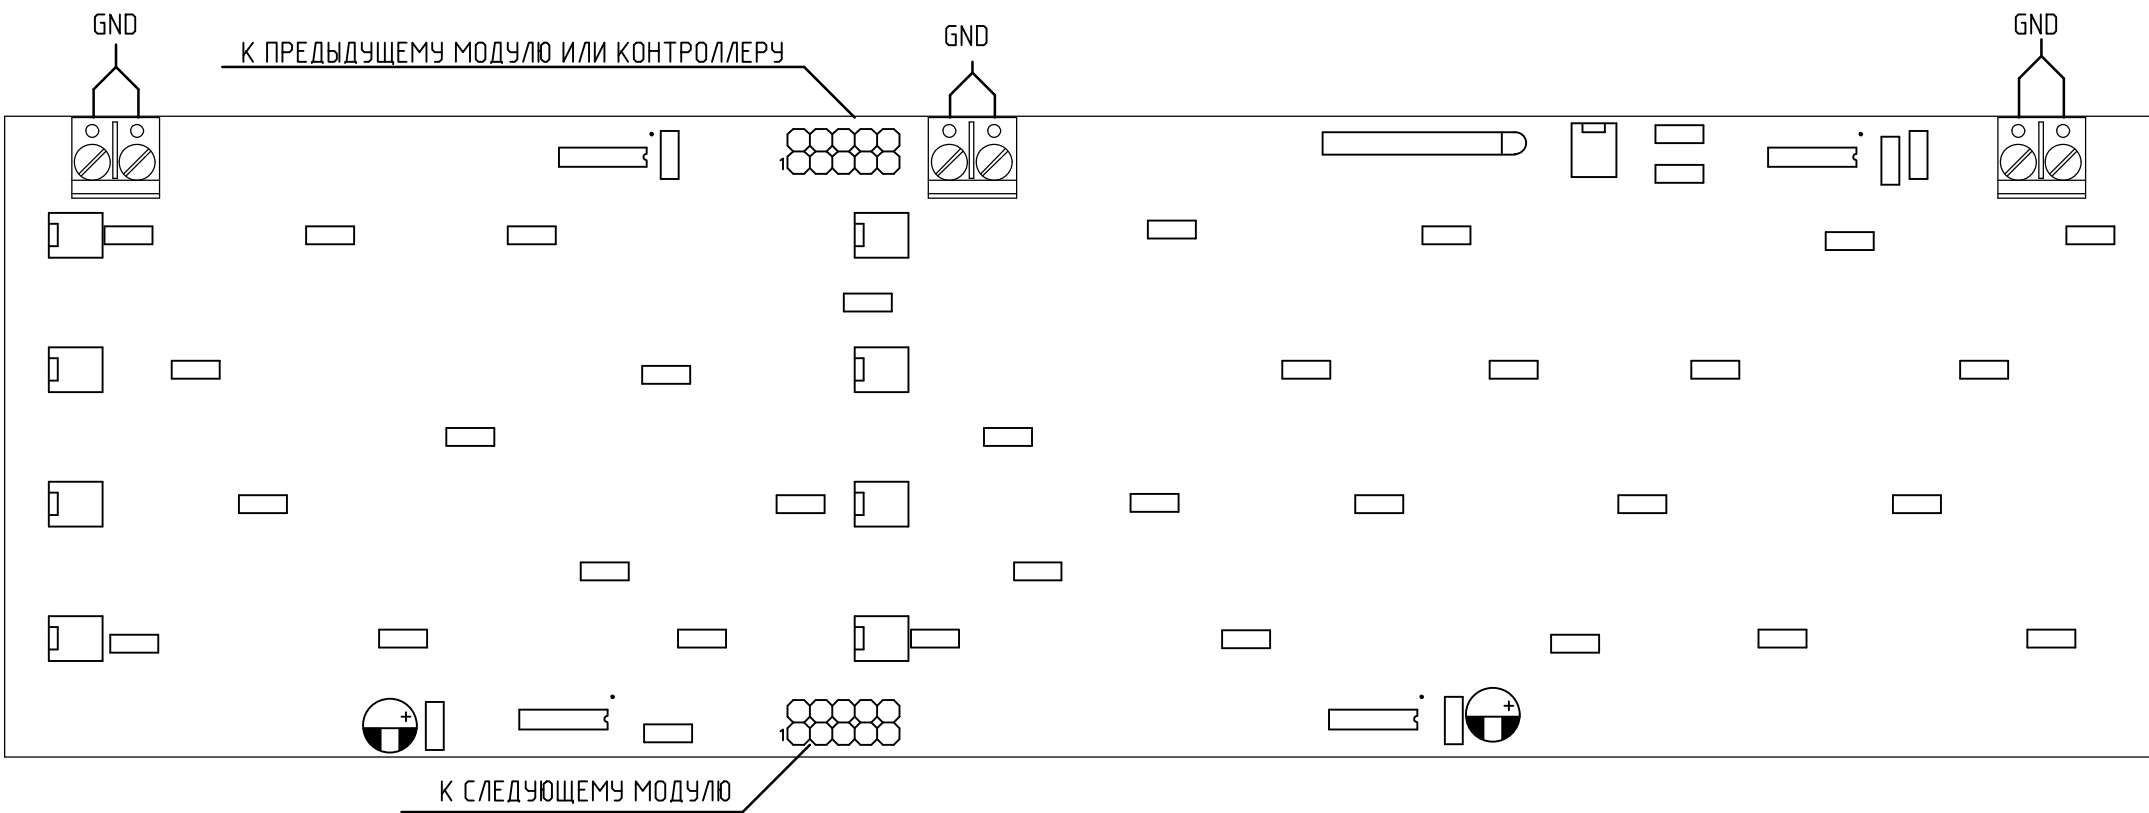 GND
GND
GND
К ПРЕДЫДУЩЕМУ МОДУЛЮ ИЛИ КОНТРОЛЛЕРУ
1
+
1
+
К СЛЕДУЮЩЕМУ МОДУЛЮ